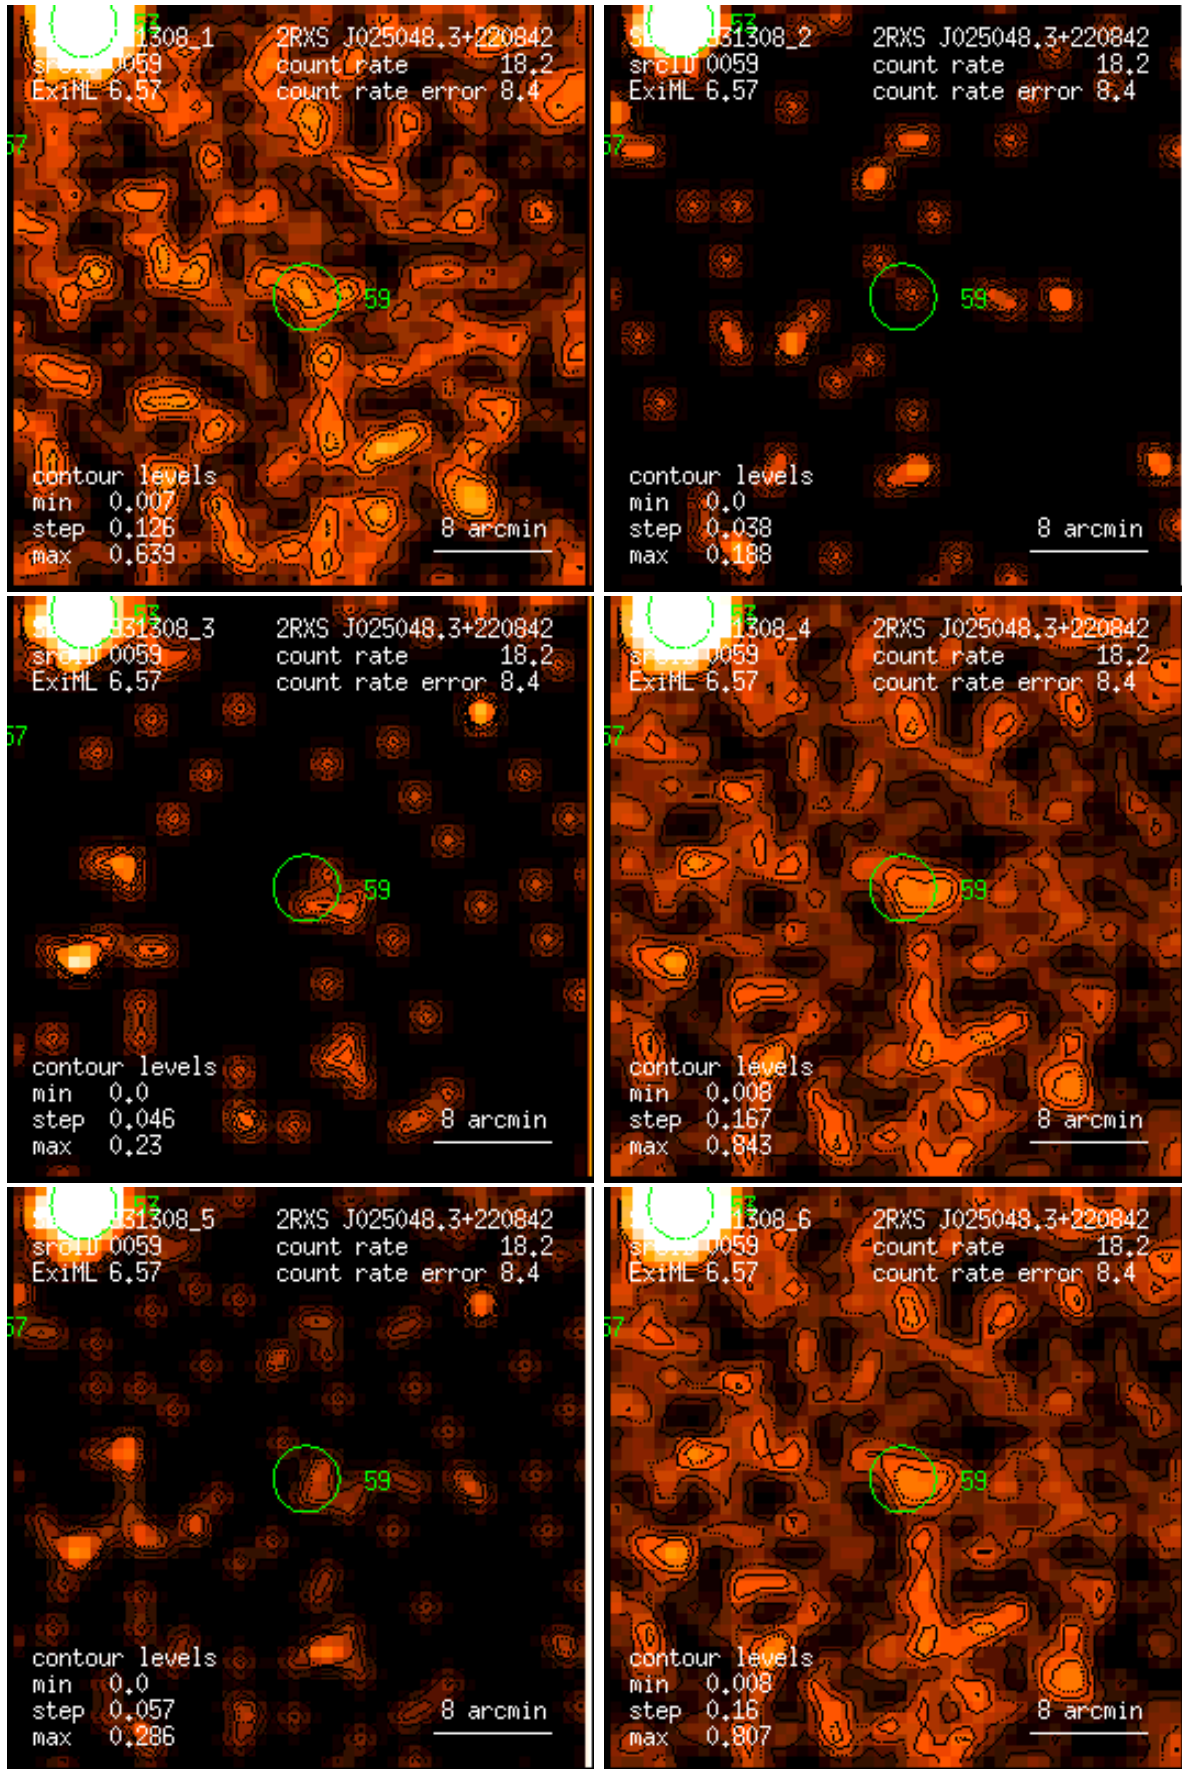 53
1308_1 2RXS J025048.3+220842
srcID 0059 count rate 18.2
ExiML 6.57 count rate error 8.4
57
59
contour levels
min 0.007
step 0.126
max 0.639
8 arcmin
53
31308_2 2RXS J025048.3+220842
srcID 0059 count rate 18.2
ExiML 6.57 count rate error 8.4
57
59
contour levels
min 0.0
step 0.038
max 0.188
8 arcmin
53
31308_3 2RXS J025048.3+220842
srcID 0059 count rate 18.2
ExiML 6.57 count rate error 8.4
57
59
contour levels
min 0.0
step 0.046
max 0.23
8 arcmin
53
1308_4 2RXS J025048.3+220842
srcID 0059 count rate 18.2
ExiML 6.57 count rate error 8.4
57
59
contour levels
min 0.008
step 0.167
max 0.843
8 arcmin
53
31308_5 2RXS J025048.3+220842
srcID 0059 count rate 18.2
ExiML 6.57 count rate error 8.4
57
59
contour levels
min 0.0
step 0.057
max 0.286
8 arcmin
53
1308_6 2RXS J025048.3+220842
srcID 0059 count rate 18.2
ExiML 6.57 count rate error 8.4
57
59
contour levels
min 0.008
step 0.16
max 0.807
8 arcmin